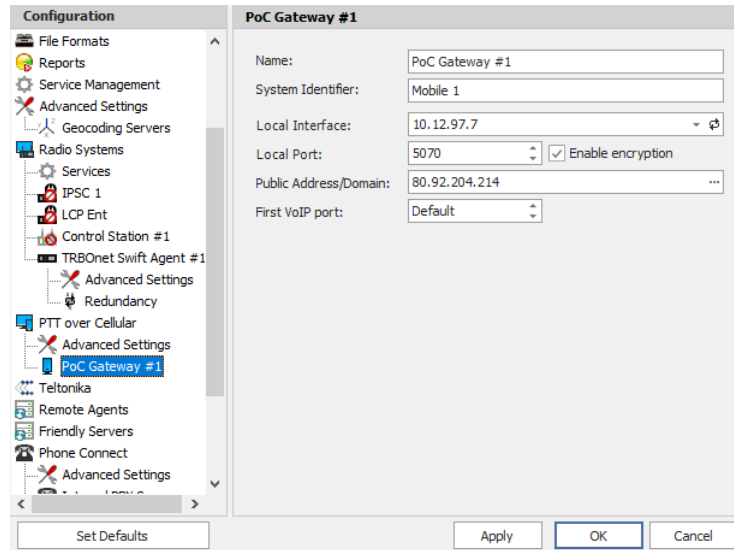 Configuration
File Formats
Reports
Service Management
Advanced Settings
Geocoding Servers
Radio Systems
Services
IPSC 1
LCP Ent
Control Station #1
TRBOnet Swift Agent #1
Advanced Settings
Redundancy
PTT over Cellular
Advanced Settings
PoC Gateway #1
Teltonika
Remote Agents
Friendly Servers
Phone Connect
Advanced Settings
Set Defaults
PoC Gateway #1
Name: PoC Gateway #1
System Identifier: Mobile 1
Local Interface: 10.12.97.7
Local Port: 5070 Enable encryption
Public Address/Domain: 80.92.204.214 ...
First VoIP port: Default
Apply OK Cancel